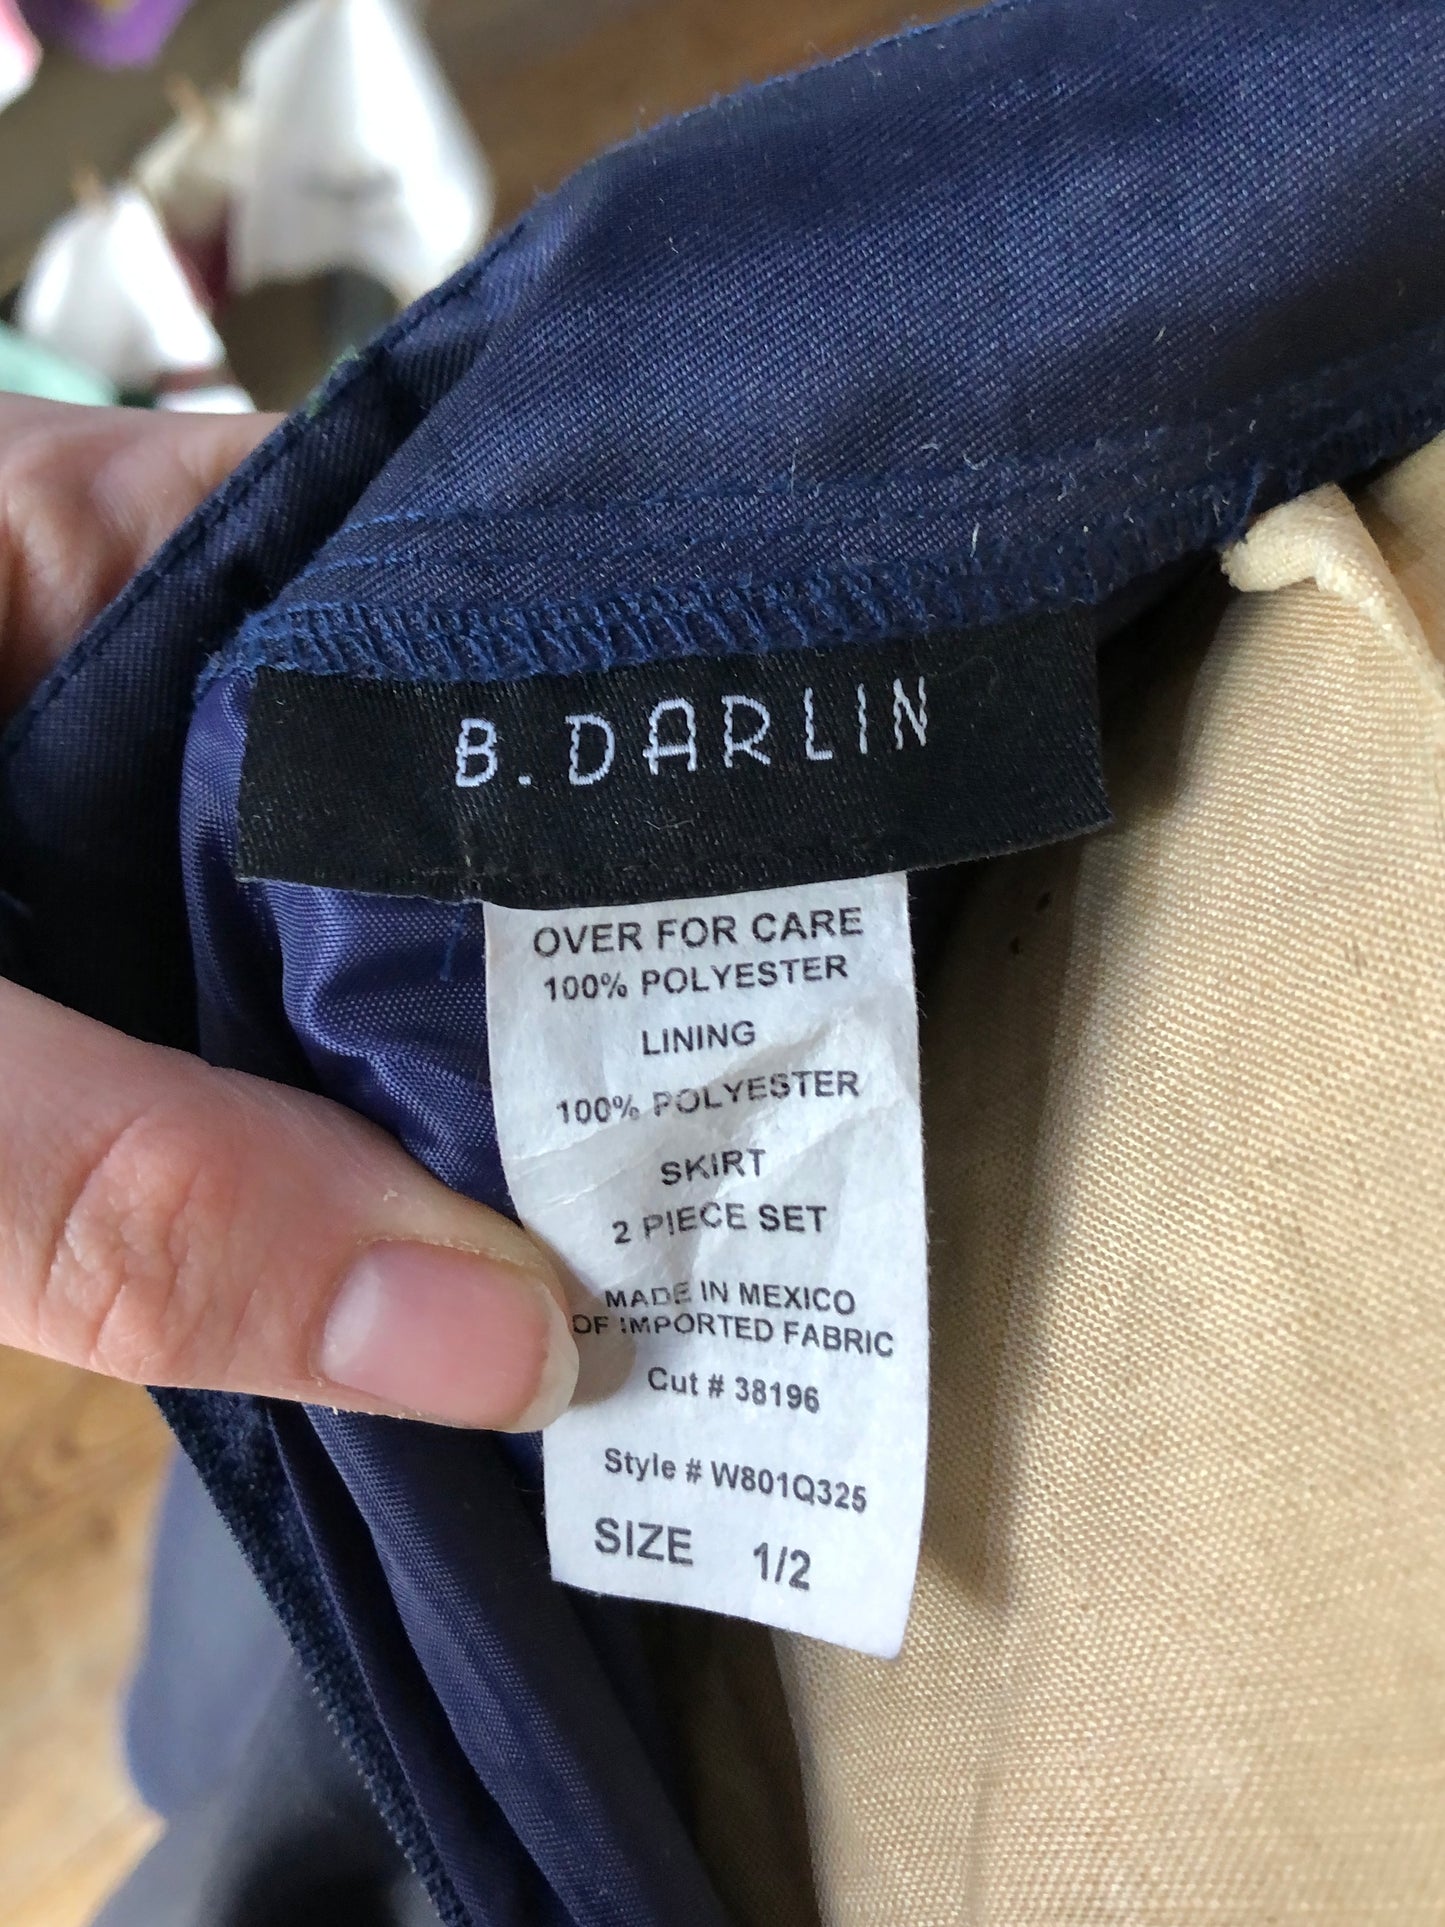 B. DARLIN
OVER FOR CARE
100% POLYESTER
LINING
100% POLYESTER
SKIRT
2 PIECE SET
MADE IN MEXICO
OF IMPORTED FABRIC
Cut # 38196
Style # W801Q325
SIZE 1/2